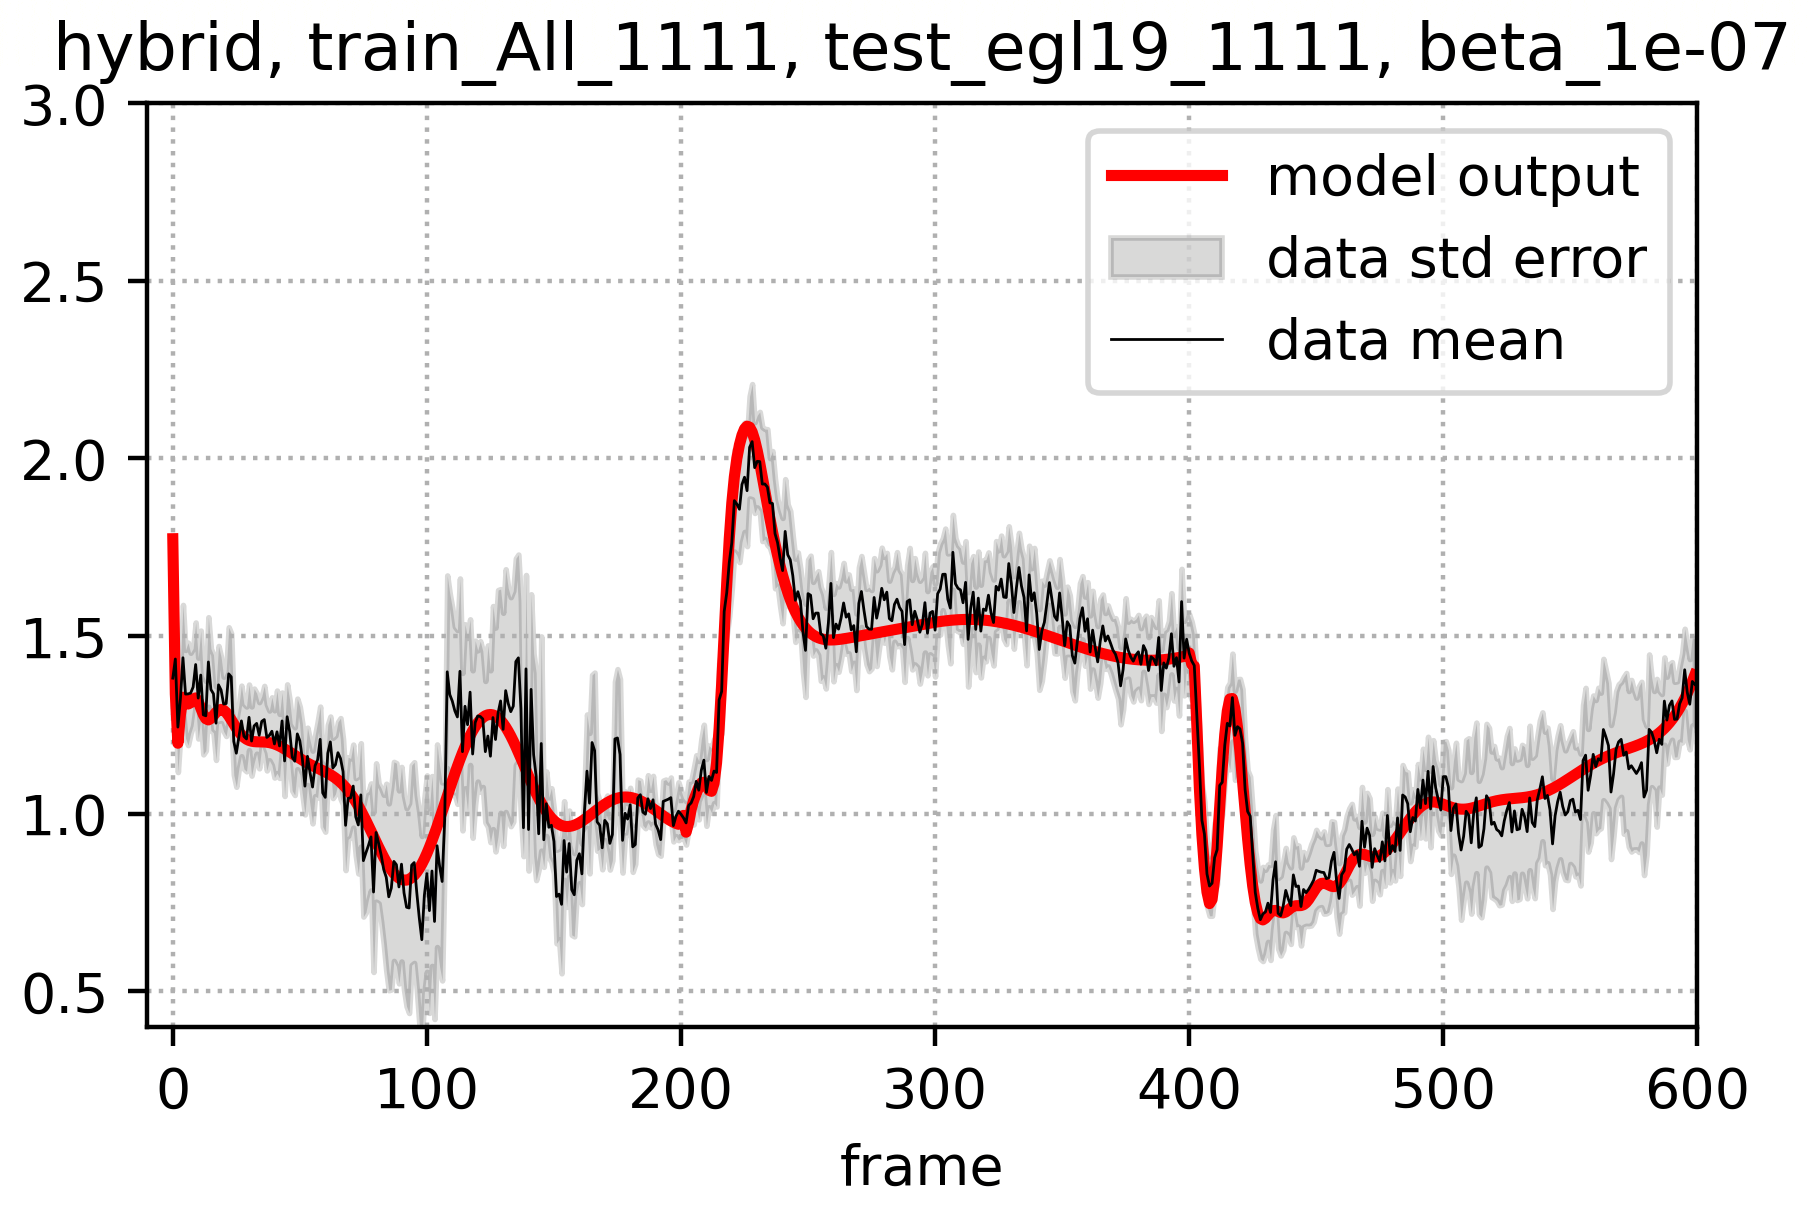 hybrid, train_All_1111, test_egl19_1111, beta_1e-07
3.0
2.5
2.0
1.5
1.0
0.5
model output
data std error
data mean
0 100 200 300 400 500 600
frame